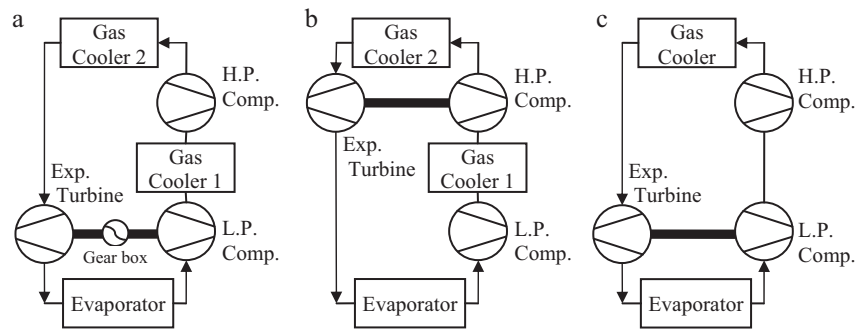 a
Gas
Cooler 2
H.P.
Comp.
Gas
Cooler 1
Exp.
Turbine
L.P.
Comp.
Gear box
Evaporator
b
Gas
Cooler 2
H.P.
Comp.
Exp.
Turbine
Gas
Cooler 1
L.P.
Comp.
Evaporator
c
Gas
Cooler
H.P.
Comp.
Exp.
Turbine
L.P.
Comp.
Evaporator